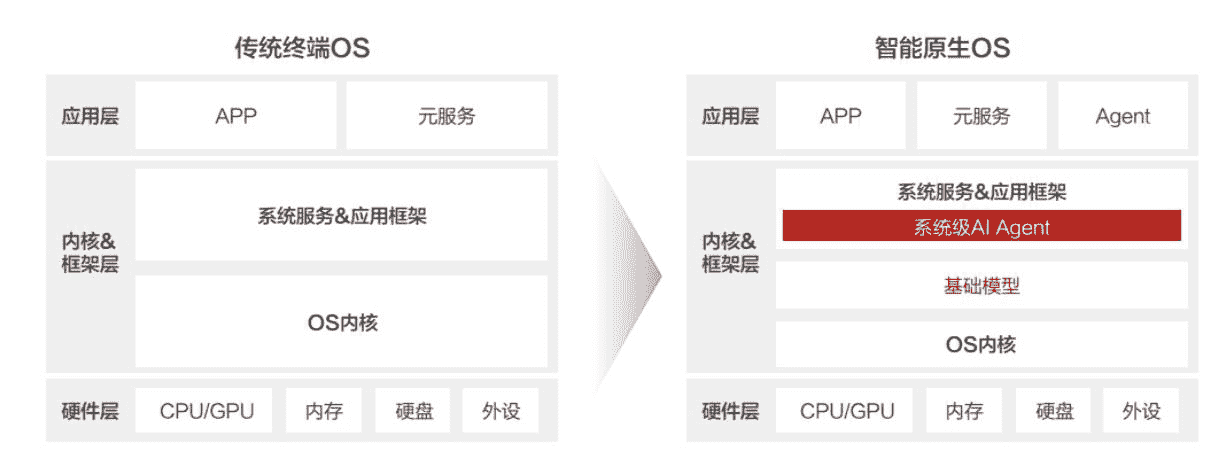 传统终端OS
应用层
APP
元服务
内核&
框架层
系统服务&应用框架
OS内核
硬件层
CPU/GPU
内存
硬盘
外设
智能原生OS
应用层
APP
元服务
Agent
内核&
框架层
系统服务&应用框架
系统级AI Agent
基础模型
OS内核
硬件层
CPU/GPU
内存
硬盘
外设